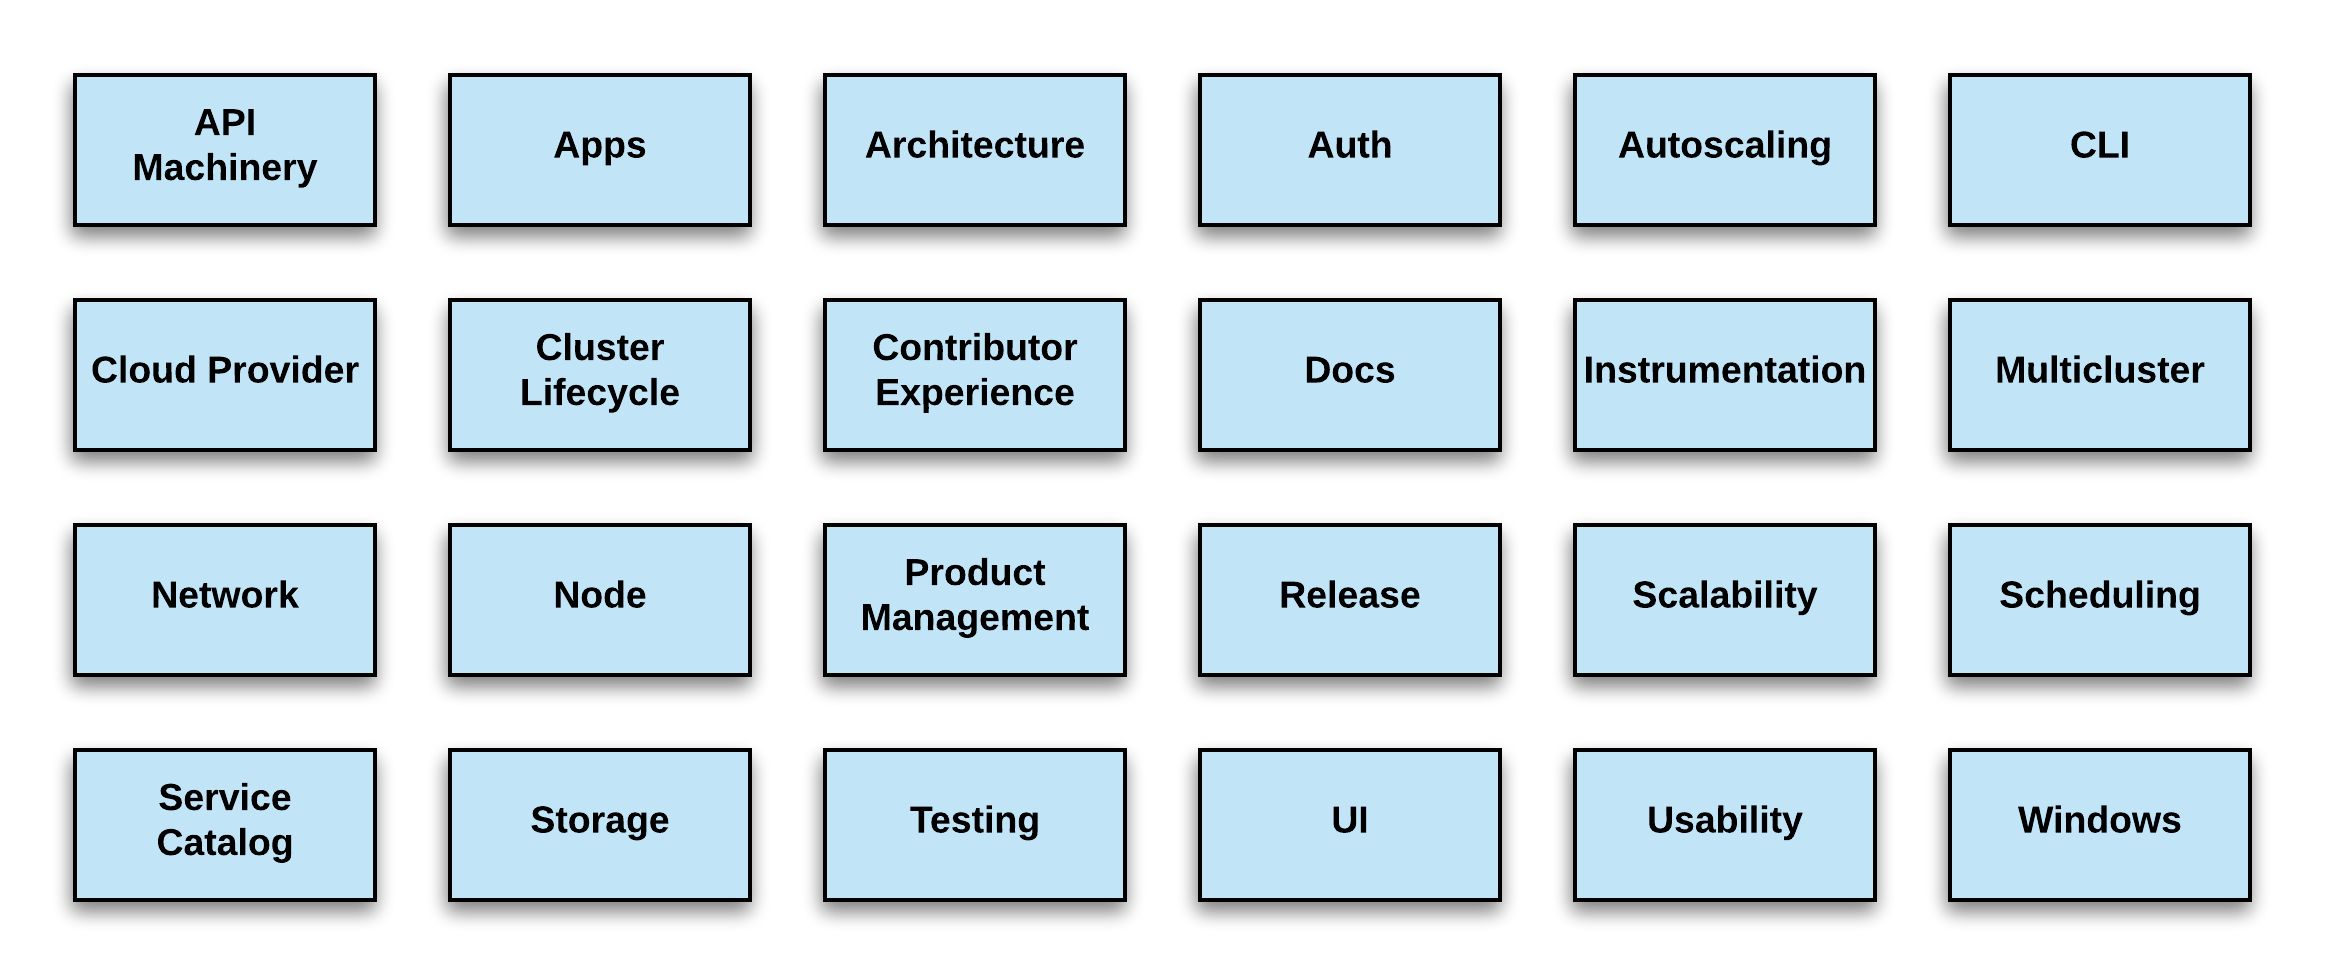 API
Machinery
Apps
Architecture
Auth
Autoscaling
CLI
Cloud Provider
Cluster
Lifecycle
Contributor
Experience
Docs
Instrumentation
Multicluster
Network
Node
Product
Management
Release
Scalability
Scheduling
Service
Catalog
Storage
Testing
UI
Usability
Windows